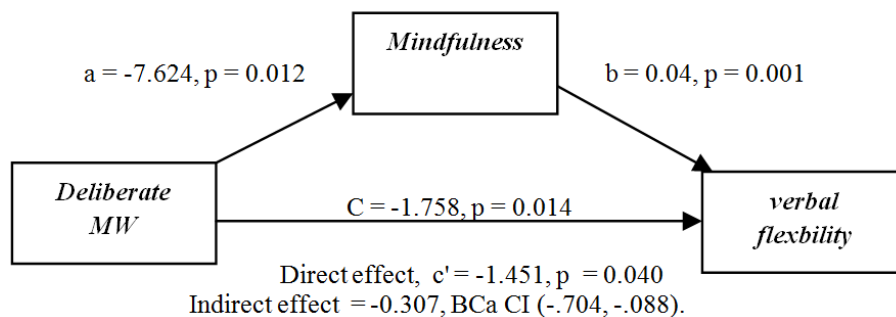 Mindfulness
a = -7.624, p = 0.012
b = 0.04, p = 0.001
Deliberate
MW
C = -1.758, p = 0.014
verbal
flexbility
Direct effect, c' = -1.451, p = 0.040
Indirect effect = -0.307, BCa CI (-.704, -.088).